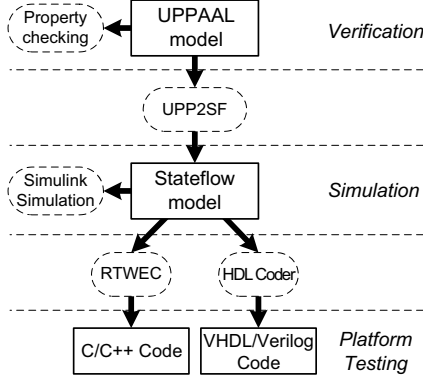 Property
checking
UPPAAL
model
Verification
UPP2SF
Simulink
Simulation
Stateflow
model
Simulation
RTWEC
HDL Coder
C/C++ Code
VHDL/Verilog
Code
Platform
Testing